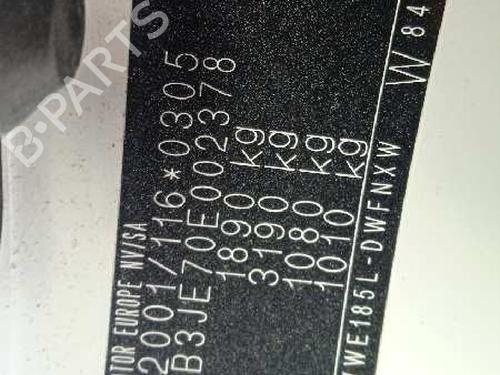 TOR EUROPE NV/SA
2001/116*0305
B3JE70E002378
1890 kg
3190 kg
1080 kg
1010 kg
ZWE185L-DWFNXW
W 84
B-PARTS